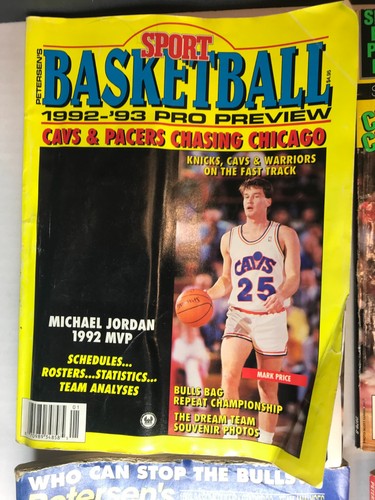 PETERSEN'S
SPORT
BASKETBALL
$4.95
1992-'93 PRO PREVIEW
CAVS & PACERS CHASING CHICAGO
KNICKS, CAVS & WARRIORS
ON THE FAST TRACK
CAVS
25
MICHAEL JORDAN
1992 MVP
MARK PRICE
SCHEDULES...
ROSTERS...STATISTICS...
TEAM ANALYSES
BULLS BAG
REPEAT CHAMPIONSHIP
THE DREAM TEAM
SOUVENIR PHOTOS
01
WHO CAN STOP THE BULLS?
Petersen's